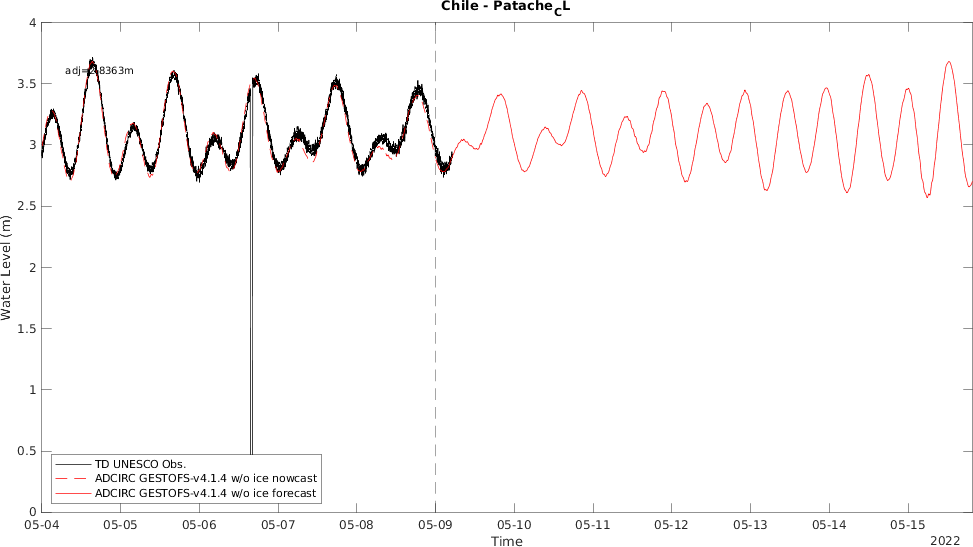 Chile - Patache_CL
4
3.5
3
2.5
2
1.5
1
0.5
0
Water Level (m)
adj=2.8363m
TD UNESCO Obs.
ADCIRC GESTOFS-v4.1.4 w/o ice nowcast
ADCIRC GESTOFS-v4.1.4 w/o ice forecast
05-04 05-05 05-06 05-07 05-08 05-09 05-10 05-11 05-12 05-13 05-14 05-15
Time
2022